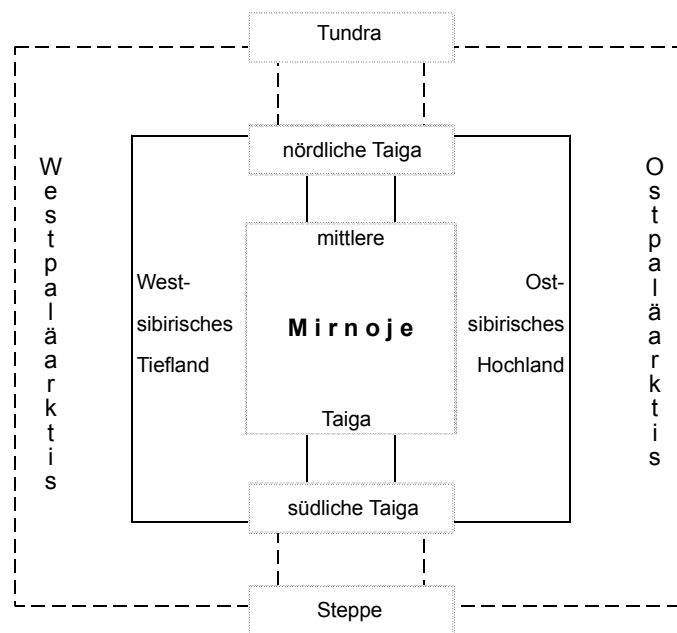 Tundra
nördliche Taiga
Westpaläarktis
Ostpaläarktis
mittlere
West-
sibirisches
Tiefland
Mirnoje
Ost-
sibirisches
Hochland
Taiga
südliche Taiga
Steppe